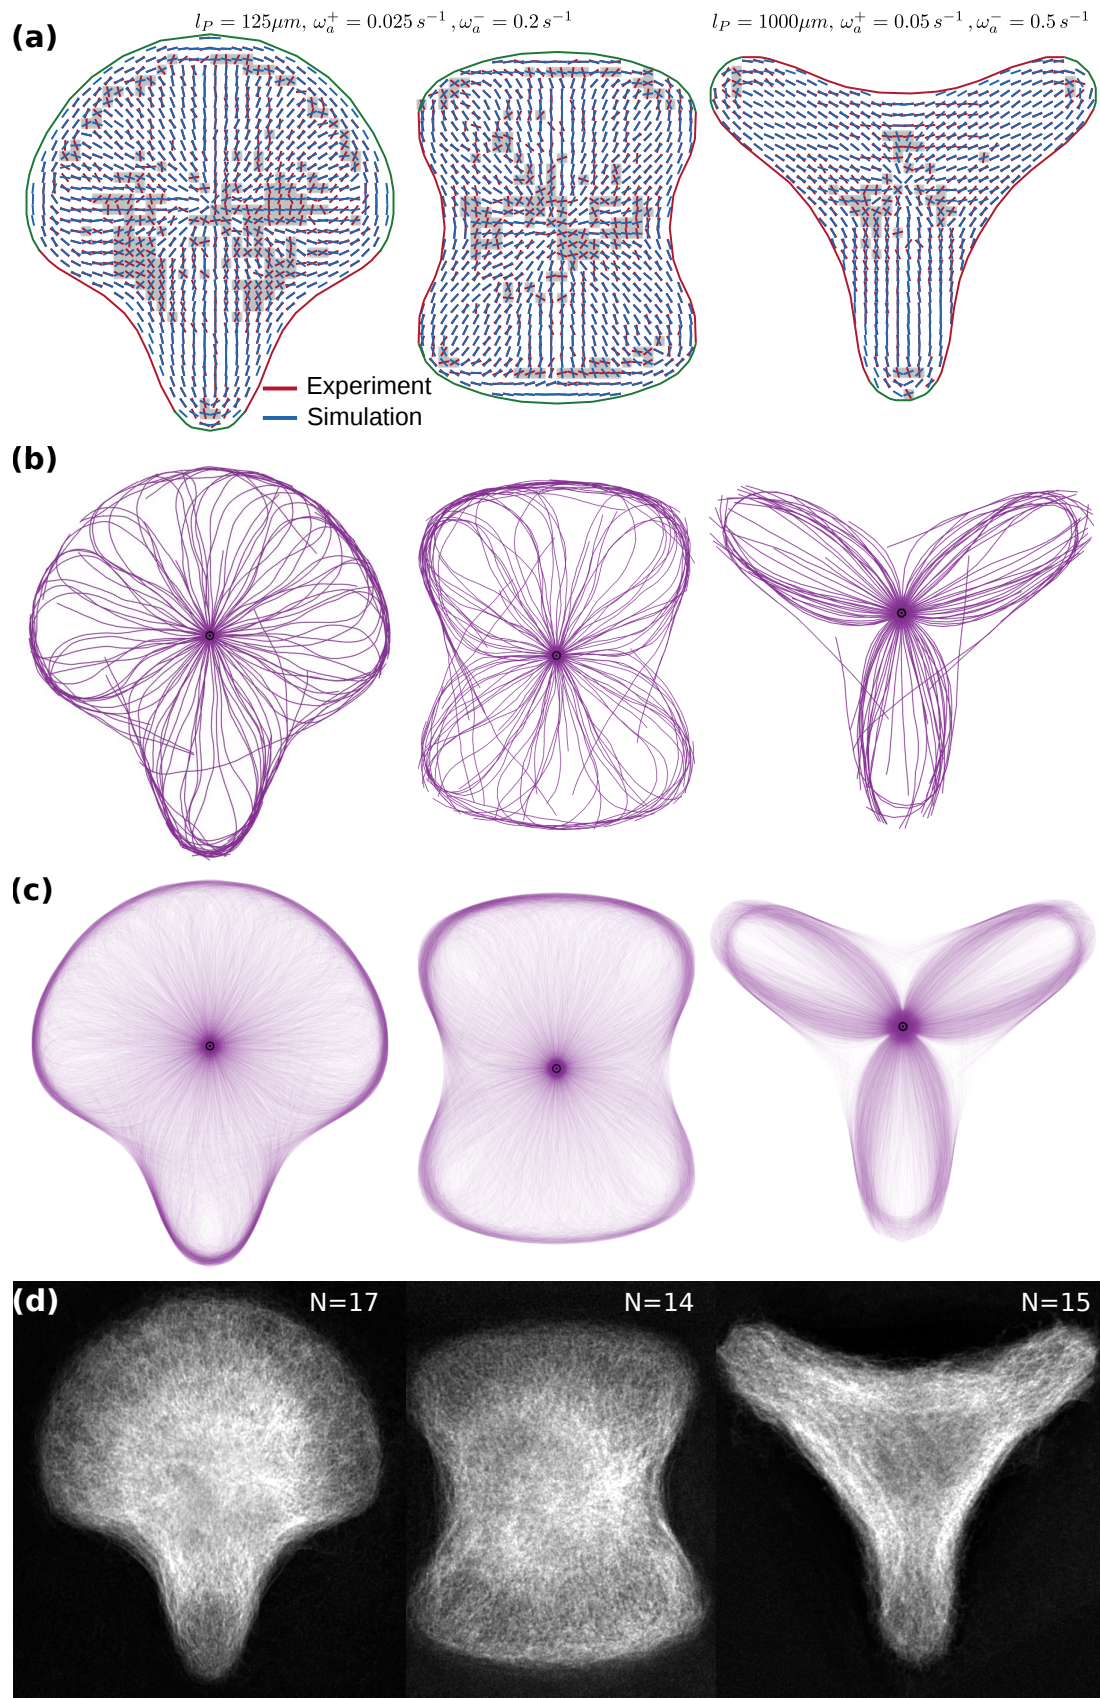 (a)
l_P = 125μm, ω_a^+ = 0.025 s^{-1}, ω_a^- = 0.2 s^{-1}
l_P = 1000μm, ω_a^+ = 0.05 s^{-1}, ω_a^- = 0.5 s^{-1}
Experiment
Simulation
(b)
(c)
(d)
N=17
N=14
N=15